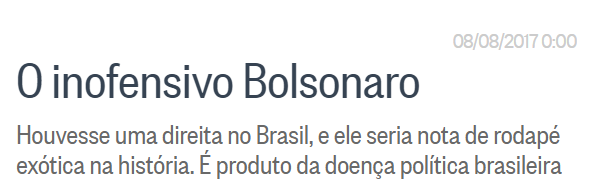 08/08/2017 0:00
O inofensivo Bolsonaro
Houvesse uma direita no Brasil, e ele seria nota de rodapé
exótica na história. É produto da doença política brasileira